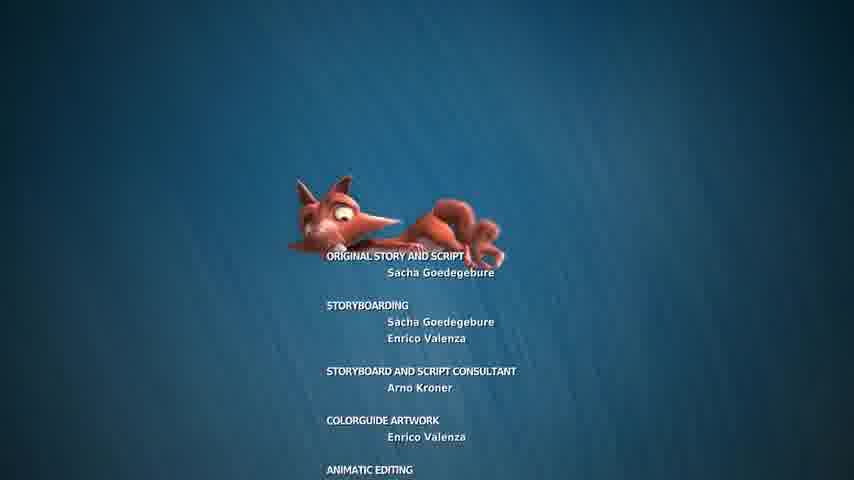 ORIGINAL STORY AND SCRIPT
Sacha Goedegebure
STORYBOARDING
Sacha Goedegebure
Enrico Valenza
STORYBOARD AND SCRIPT CONSULTANT
Arno Kroner
COLORGUIDE ARTWORK
Enrico Valenza
ANIMATIC EDITING